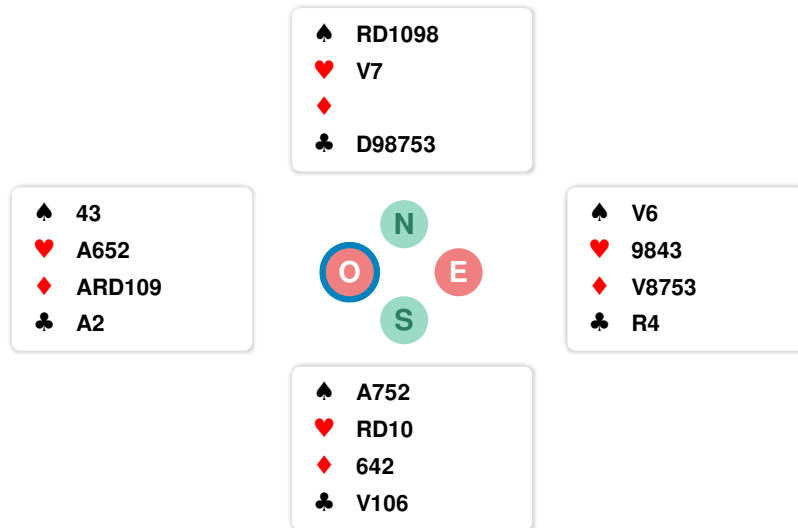 ♠ RD1098
♥ V7
♦
♣ D98753
♠ 43
♥ A652
♦ ARD109
♣ A2
N
O E
S
♠ V6
♥ 9843
♦ V8753
♣ R4
♠ A752
♥ RD10
♦ 642
♣ V106